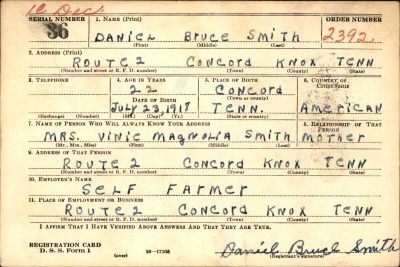 10 Dec
SERIAL NUMBER 1. NAME (Print) ORDER NUMBER
36 DANIEL BRUCE SMITH 2392
(First) (Middle) (Last)
2. ADDRESS (Print)
ROUTE 2 CONCORD KNOX TENN
(Number and street or R. F. D. number) (Town) (County) (State)
3. TELEPHONE 4. AGE IN YEARS 5. PLACE OF BIRTH 6. COUNTRY OF CITIZENSHIP
22 CONCORD
DATE OF BIRTH (Town or county)
JULY 23, 1918 TENN. AMERICAN
(Exchange) (Number) (Mo.) (Day) (Yr.) (State or country)
7. NAME OF PERSON WHO WILL ALWAYS KNOW YOUR ADDRESS 8. RELATIONSHIP OF THAT PERSON
MRS. VINIE MAGNOLIA SMITH MOTHER
(Mr., Mrs., Miss) (First) (Middle) (Last)
9. ADDRESS OF THAT PERSON
ROUTE 2 CONCORD KNOX TENN
(Number and street or R. F. D. number) (Town) (County) (State)
10. EMPLOYER'S NAME
SELF FARMER
11. PLACE OF EMPLOYMENT OR BUSINESS
ROUTE 2 CONCORD KNOX TENN
(Number and street or R. F. D. number) (Town) (County) (State)
I AFFIRM THAT I HAVE VERIFIED ABOVE ANSWERS AND THAT THEY ARE TRUE.
REGISTRATION CARD
D. S. S. Form 1 (over) 16-17105 Daniel Bruce Smith
(Registrant's signature)